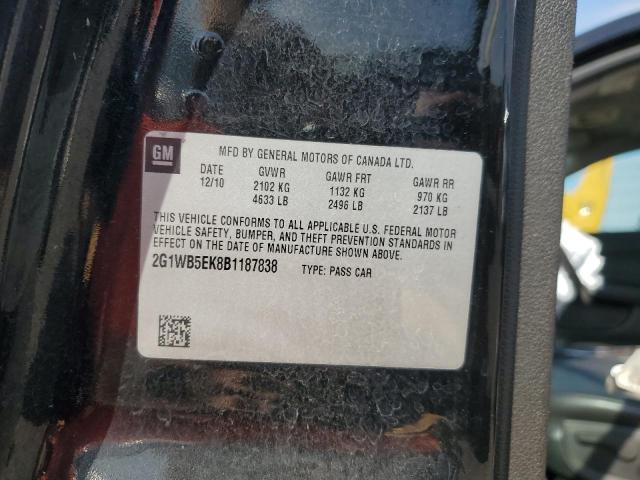 GM
MFD BY GENERAL MOTORS OF CANADA LTD.
DATE GVWR GAWR FRT GAWR RR
12/10 2102 KG 1132 KG 970 KG
4633 LB 2496 LB 2137 LB
THIS VEHICLE CONFORMS TO ALL APPLICABLE U.S. FEDERAL MOTOR
VEHICLE SAFETY, BUMPER, AND THEFT PREVENTION STANDARDS IN
EFFECT ON THE DATE OF MANUFACTURE SHOWN ABOVE.
2G1WB5EK8B1187838 TYPE: PASS CAR